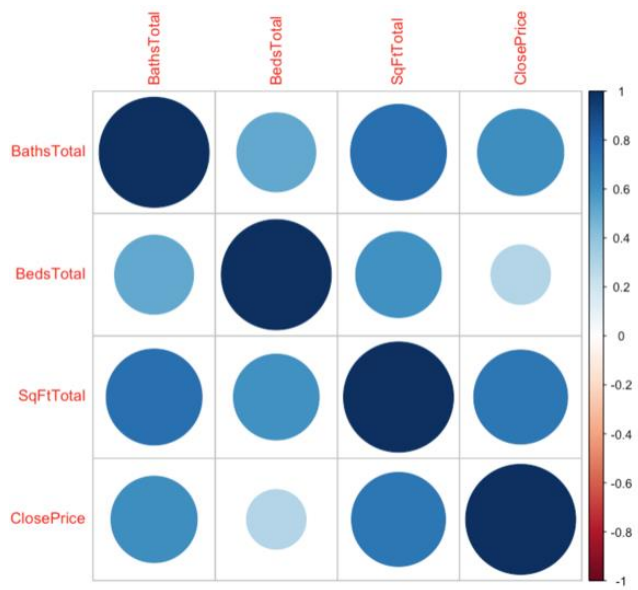 BathsTotal
BedsTotal
SqFtTotal
ClosePrice
BathsTotal
BedsTotal
SqFtTotal
ClosePrice
1
0.8
0.6
0.4
0.2
0
-0.2
-0.4
-0.6
-0.8
-1